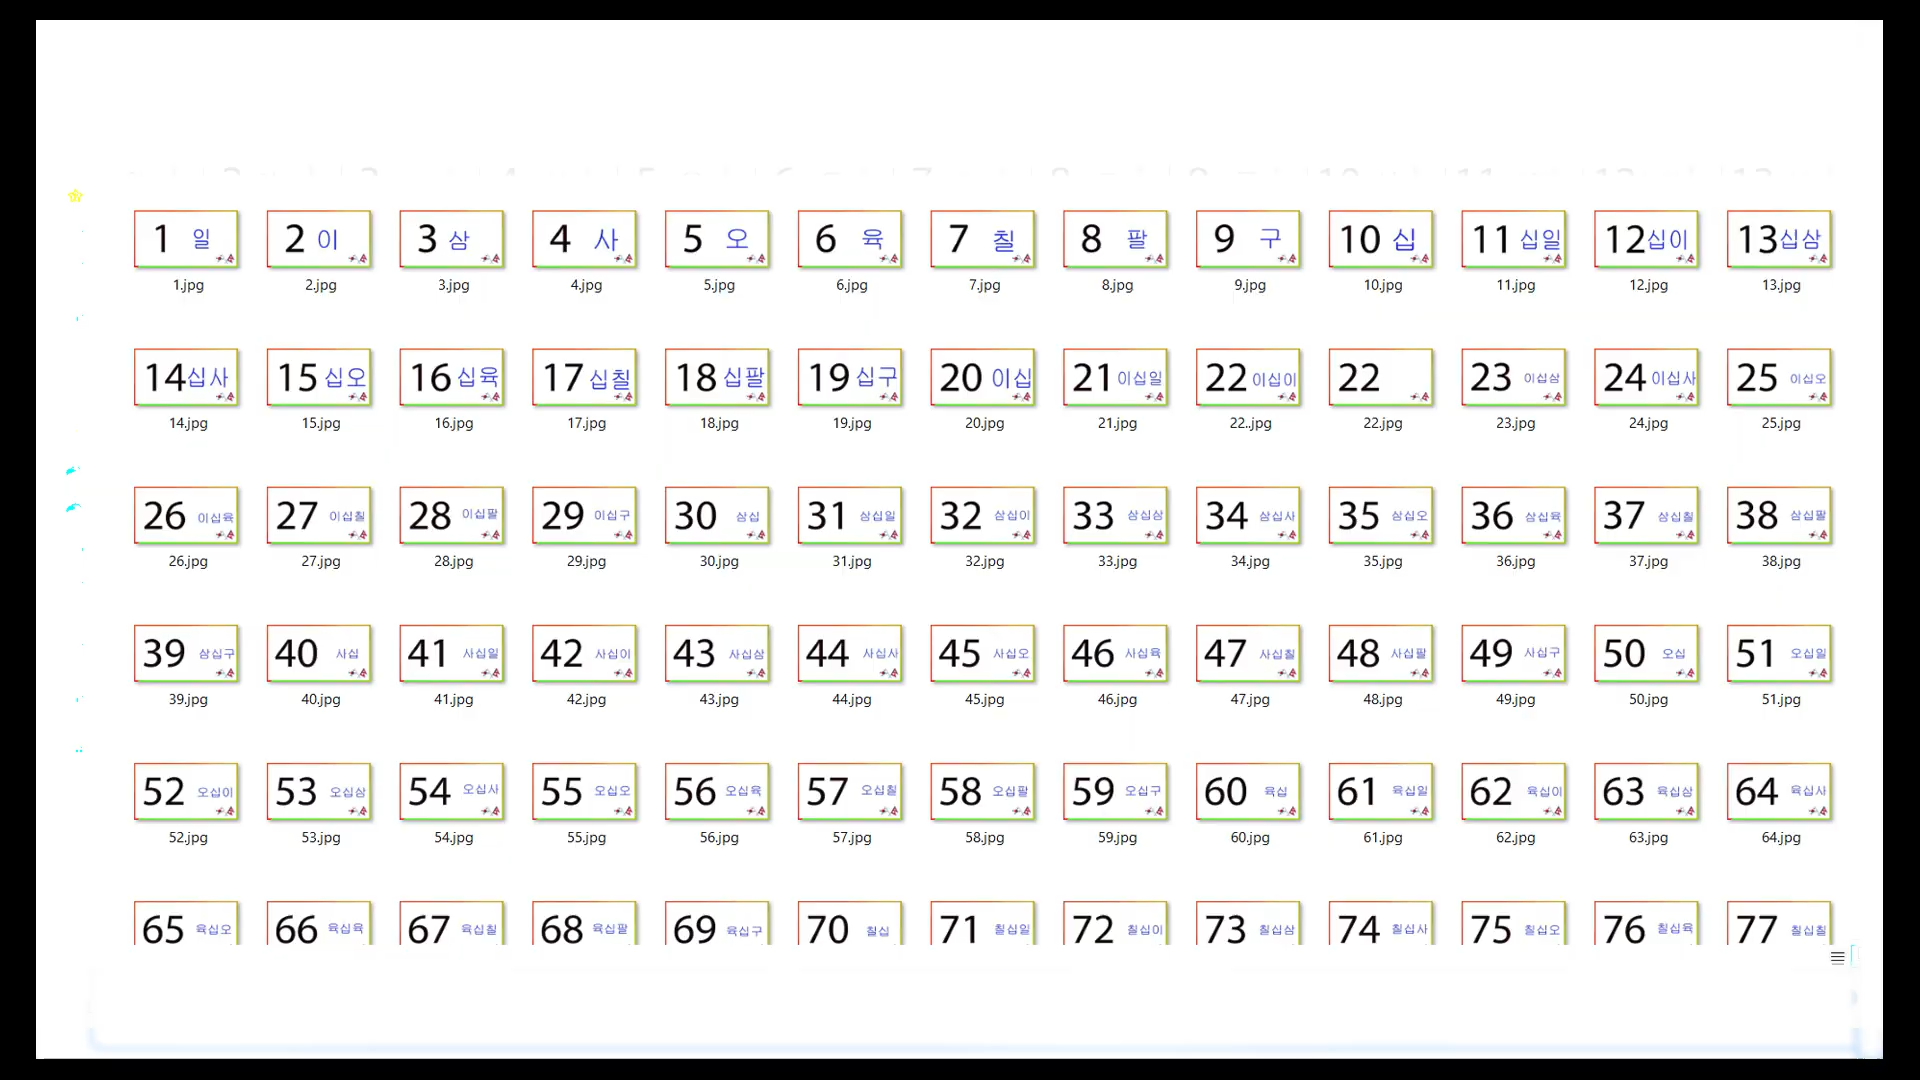 1 일 2 이 3 삼 4 사 5 오 6 육 7 칠 8 팔 9 구 10 십 11 십일 12 십이 13 십삼
1.jpg 2.jpg 3.jpg 4.jpg 5.jpg 6.jpg 7.jpg 8.jpg 9.jpg 10.jpg 11.jpg 12.jpg 13.jpg
14 십사 15 십오 16 십육 17 십칠 18 십팔 19 십구 20 이십 21 이십일 22 이십이 22 23 이십삼 24 이십사 25 이십오
14.jpg 15.jpg 16.jpg 17.jpg 18.jpg 19.jpg 20.jpg 21.jpg 22..jpg 22.jpg 23.jpg 24.jpg 25.jpg
26 이십육 27 이십칠 28 이십팔 29 이십구 30 삼십 31 삼십일 32 삼십이 33 삼십삼 34 삼십사 35 삼십오 36 삼십육 37 삼십칠 38 삼십팔
26.jpg 27.jpg 28.jpg 29.jpg 30.jpg 31.jpg 32.jpg 33.jpg 34.jpg 35.jpg 36.jpg 37.jpg 38.jpg
39 삼십구 40 사십 41 사십일 42 사십이 43 사십삼 44 사십사 45 사십오 46 사십육 47 사십칠 48 사십팔 49 사십구 50 오십 51 오십일
39.jpg 40.jpg 41.jpg 42.jpg 43.jpg 44.jpg 45.jpg 46.jpg 47.jpg 48.jpg 49.jpg 50.jpg 51.jpg
52 오십이 53 오십삼 54 오십사 55 오십오 56 오십육 57 오십칠 58 오십팔 59 오십구 60 육십 61 육십일 62 육십이 63 육십삼 64 육십사
52.jpg 53.jpg 54.jpg 55.jpg 56.jpg 57.jpg 58.jpg 59.jpg 60.jpg 61.jpg 62.jpg 63.jpg 64.jpg
65 육십오 66 육십육 67 육십칠 68 육십팔 69 육십구 70 칠십 71 칠십일 72 칠십이 73 칠십삼 74 칠십사 75 칠십오 76 칠십육 77 칠십칠